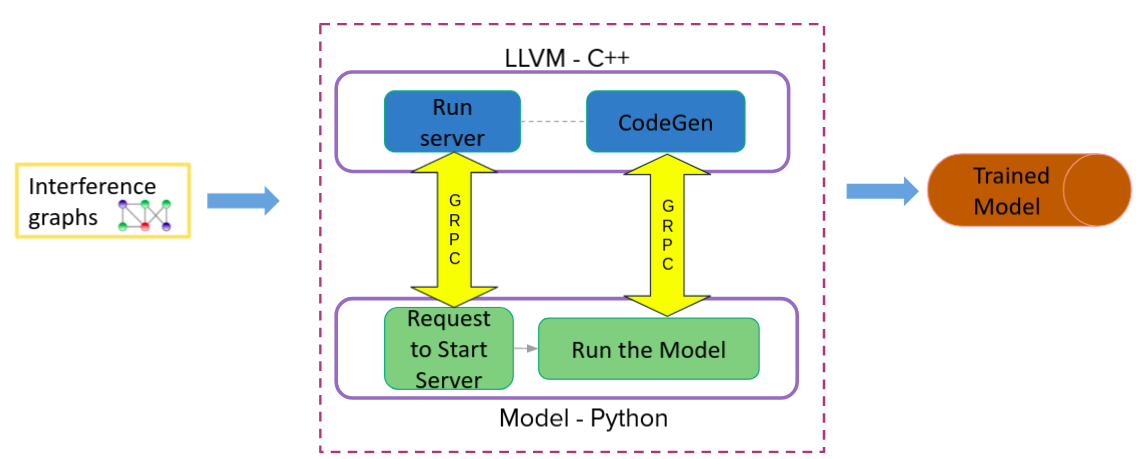 LLVM - C++
Run
server
CodeGen
Interference
graphs
G
R
P
C
G
R
P
C
Trained
Model
Request
to Start
Server
Run the Model
Model - Python